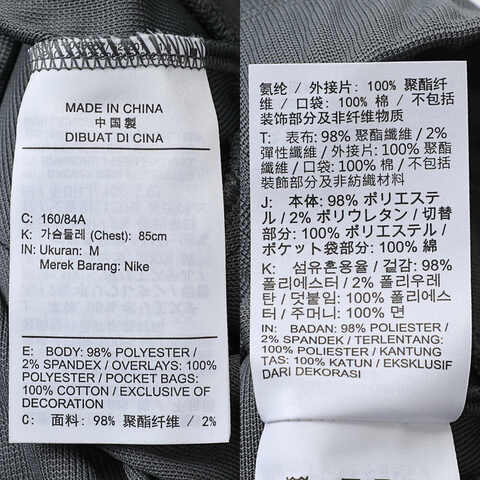 MADE IN CHINA
中国製
DIBUAT DI CINA
C: 160/84A
K: 가슴둘레 (Chest): 85cm
IN: Ukuran: M
Merek Barang: Nike
E: BODY: 98% POLYESTER /
2% SPANDEX / OVERLAYS: 100%
POLYESTER / POCKET BAGS:
100% COTTON / EXCLUSIVE OF
DECORATION
C: 面料: 98% 聚酯纤维 / 2%
氨纶 / 外接片: 100% 聚酯纤
维 / 口袋: 100% 棉 / 不包括
装饰部分及非纤维物质
T: 表布: 98% 聚酯纖維 / 2%
彈性纖維 / 外接片: 100% 聚酯
纖維 / 口袋: 100% 棉 / 不包括
裝飾部分及非紡織材料
J: 本体: 98% ポリエステ
ル / 2% ポリウレタン / 切替
部分: 100% ポリエステル /
ポケット袋部分: 100% 綿
K: 섬유혼용율 / 겉감: 98%
폴리에스터 / 2% 폴리우레
탄 / 덧붙임: 100% 폴리에스
터 / 주머니: 100% 면
IN: BADAN: 98% POLIESTER /
2% SPANDEK / TERLENTANG:
100% POLIESTER / KANTUNG
TAS: 100% KATUN / EKSKLUSIF
DARI DEKORASI